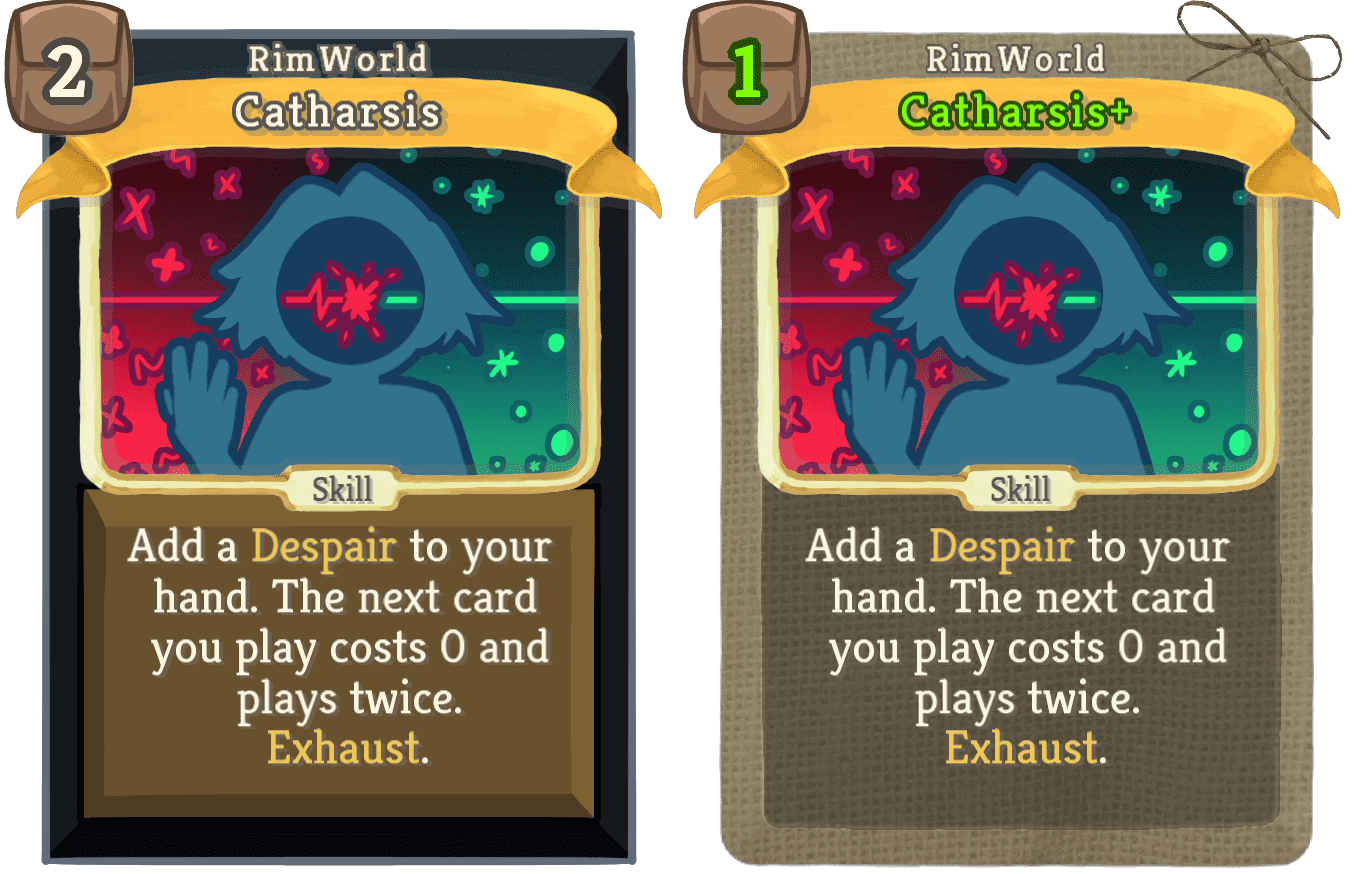 2
RimWorld
Catharsis
Skill
Add a Despair to your
hand. The next card
you play costs 0 and
plays twice.
Exhaust.
1
RimWorld
Catharsis+
Skill
Add a Despair to your
hand. The next card
you play costs 0 and
plays twice.
Exhaust.